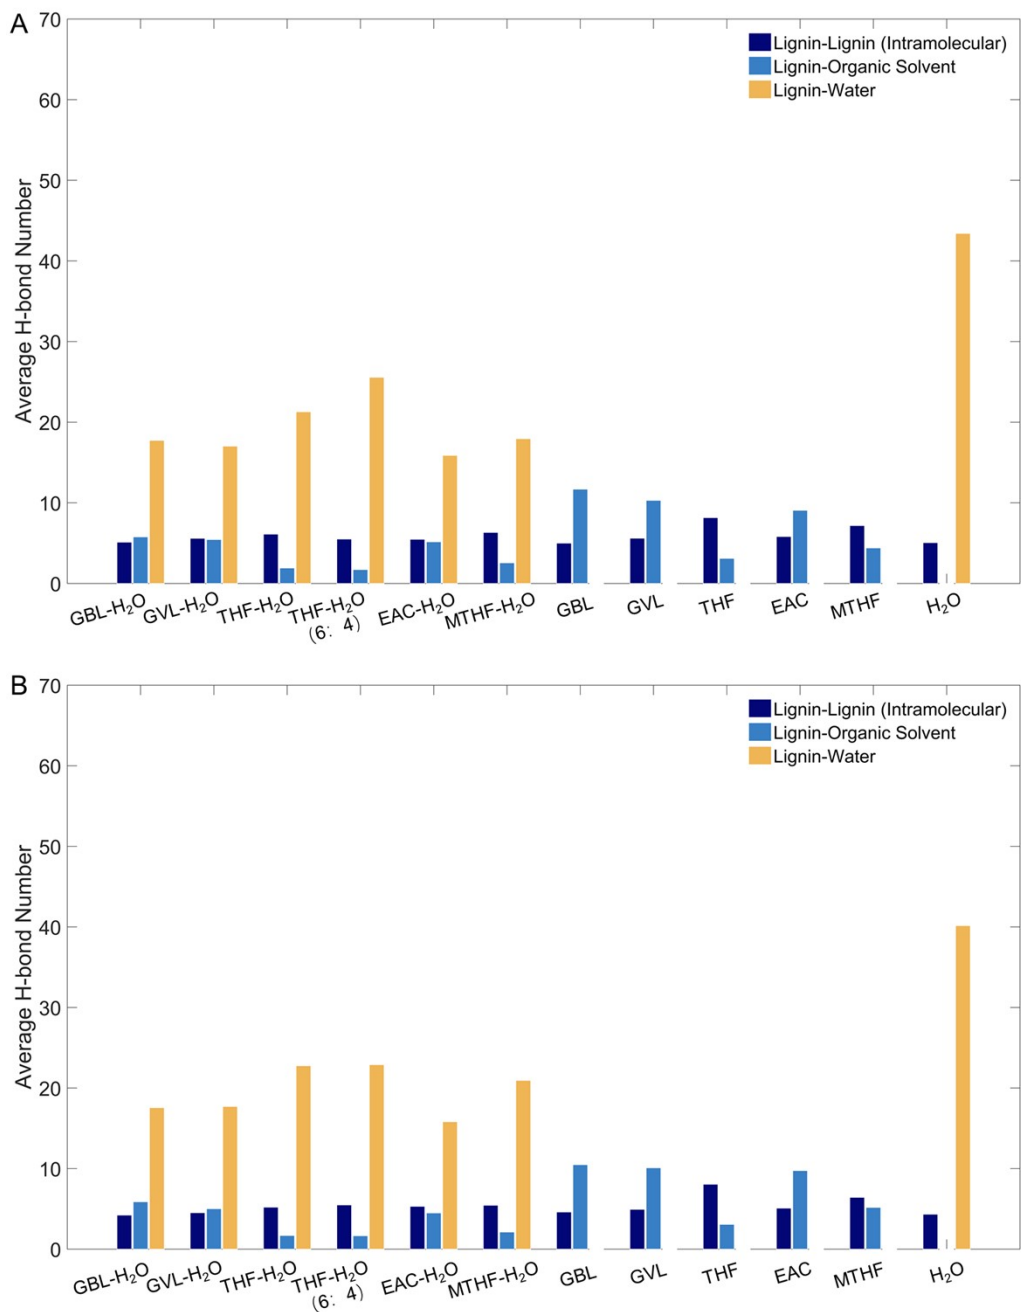 A
70
60
50
40
30
20
10
0
Average H-bond Number
Lignin-Lignin (Intramolecular)
Lignin-Organic Solvent
Lignin-Water
GBL-H₂O
GVL-H₂O
THF-H₂O
THF-H₂O
(6: 4)
EAC-H₂O
MTHF-H₂O
GBL
GVL
THF
EAC
MTHF
H₂O
B
70
60
50
40
30
20
10
0
Average H-bond Number
Lignin-Lignin (Intramolecular)
Lignin-Organic Solvent
Lignin-Water
GBL-H₂O
GVL-H₂O
THF-H₂O
THF-H₂O
(6: 4)
EAC-H₂O
MTHF-H₂O
GBL
GVL
THF
EAC
MTHF
H₂O